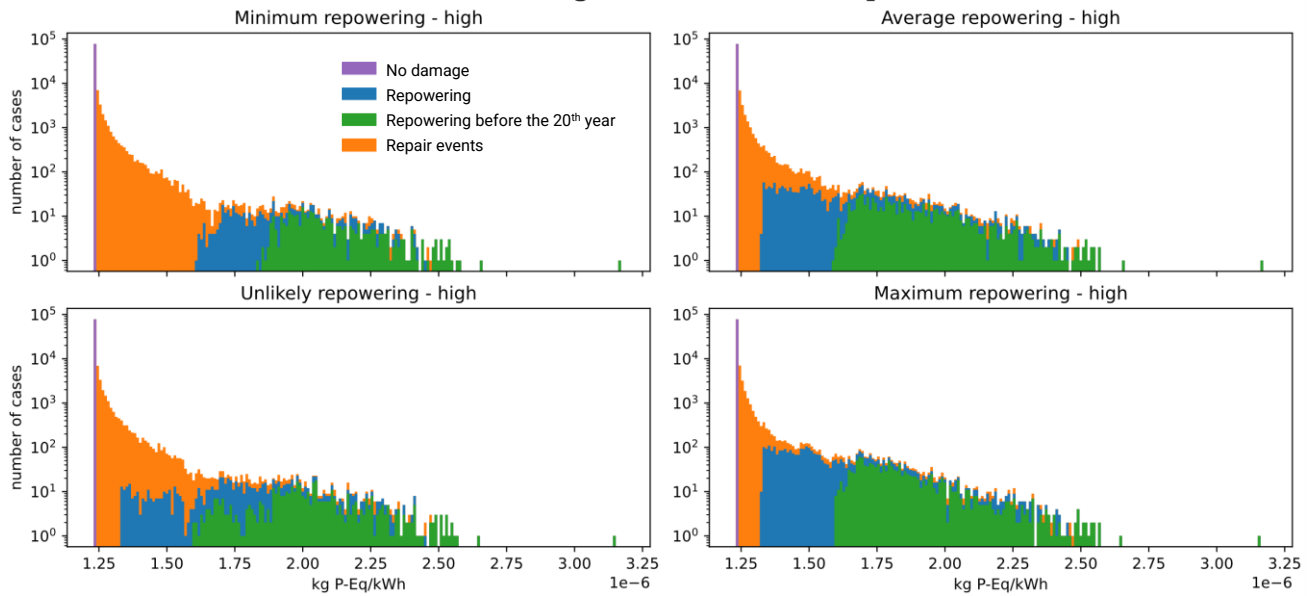 Minimum repowering - high
Average repowering - high
10⁵
10⁴
10³
10²
10¹
10⁰
number of cases
No damage
Repowering
Repowering before the 20th year
Repair events
10⁵
10⁴
10³
10²
10¹
10⁰
Unlikely repowering - high
Maximum repowering - high
10⁵
10⁴
10³
10²
10¹
10⁰
number of cases
1.25 1.50 1.75 2.00 2.25 2.50 2.75 3.00 3.25
kg P-Eq/kWh
1e−6
10⁵
10⁴
10³
10²
10¹
10⁰
1.25 1.50 1.75 2.00 2.25 2.50 2.75 3.00 3.25
kg P-Eq/kWh
1e−6